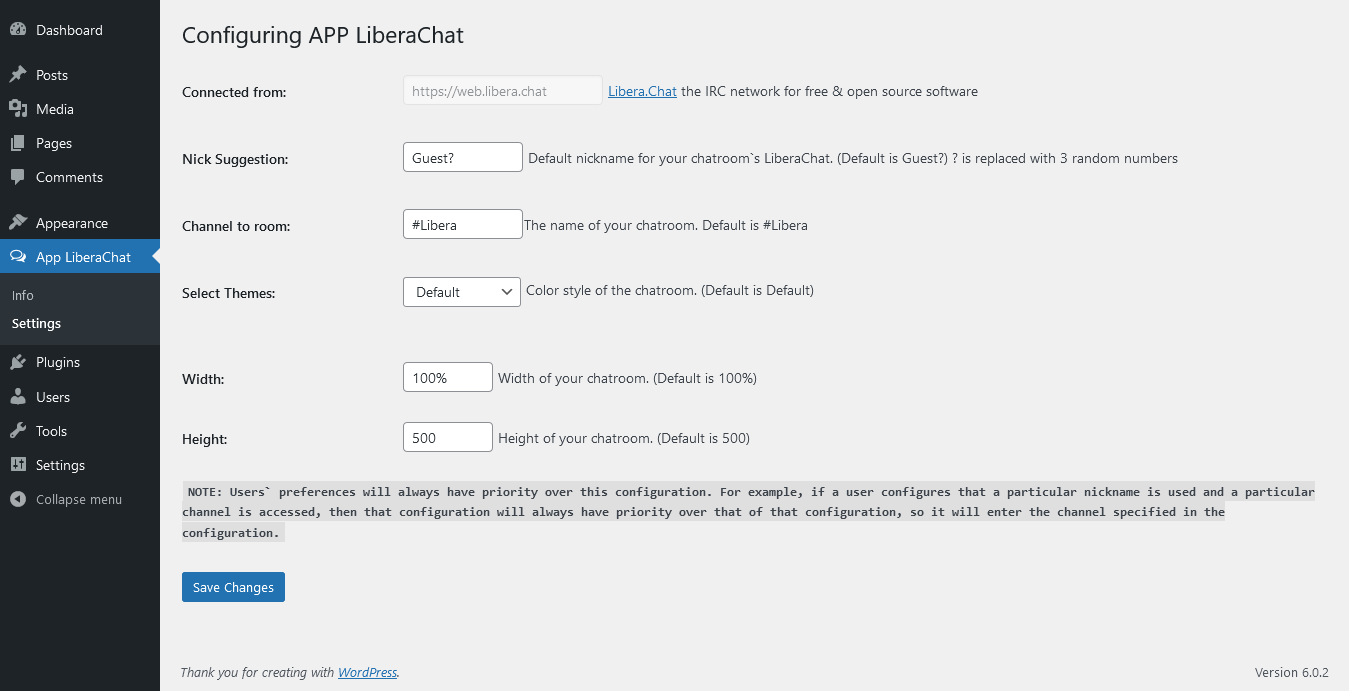 Dashboard
Posts
Media
Pages
Comments
Appearance
App LiberaChat
Info
Settings
Plugins
Users
Tools
Settings
Collapse menu
Configuring APP LiberaChat
Connected from: https://web.libera.chat Libera.Chat the IRC network for free & open source software
Nick Suggestion: Guest? Default nickname for your chatroom`s LiberaChat. (Default is Guest?) ? is replaced with 3 random numbers
Channel to room: #Libera The name of your chatroom. Default is #Libera
Select Themes: Default Color style of the chatroom. (Default is Default)
Width: 100% Width of your chatroom. (Default is 100%)
Height: 500 Height of your chatroom. (Default is 500)
NOTE: Users` preferences will always have priority over this configuration. For example, if a user configures that a particular nickname is used and a particular
channel is accessed, then that configuration will always have priority over that of that configuration, so it will enter the channel specified in the
configuration.
Save Changes
Thank you for creating with WordPress. Version 6.0.2